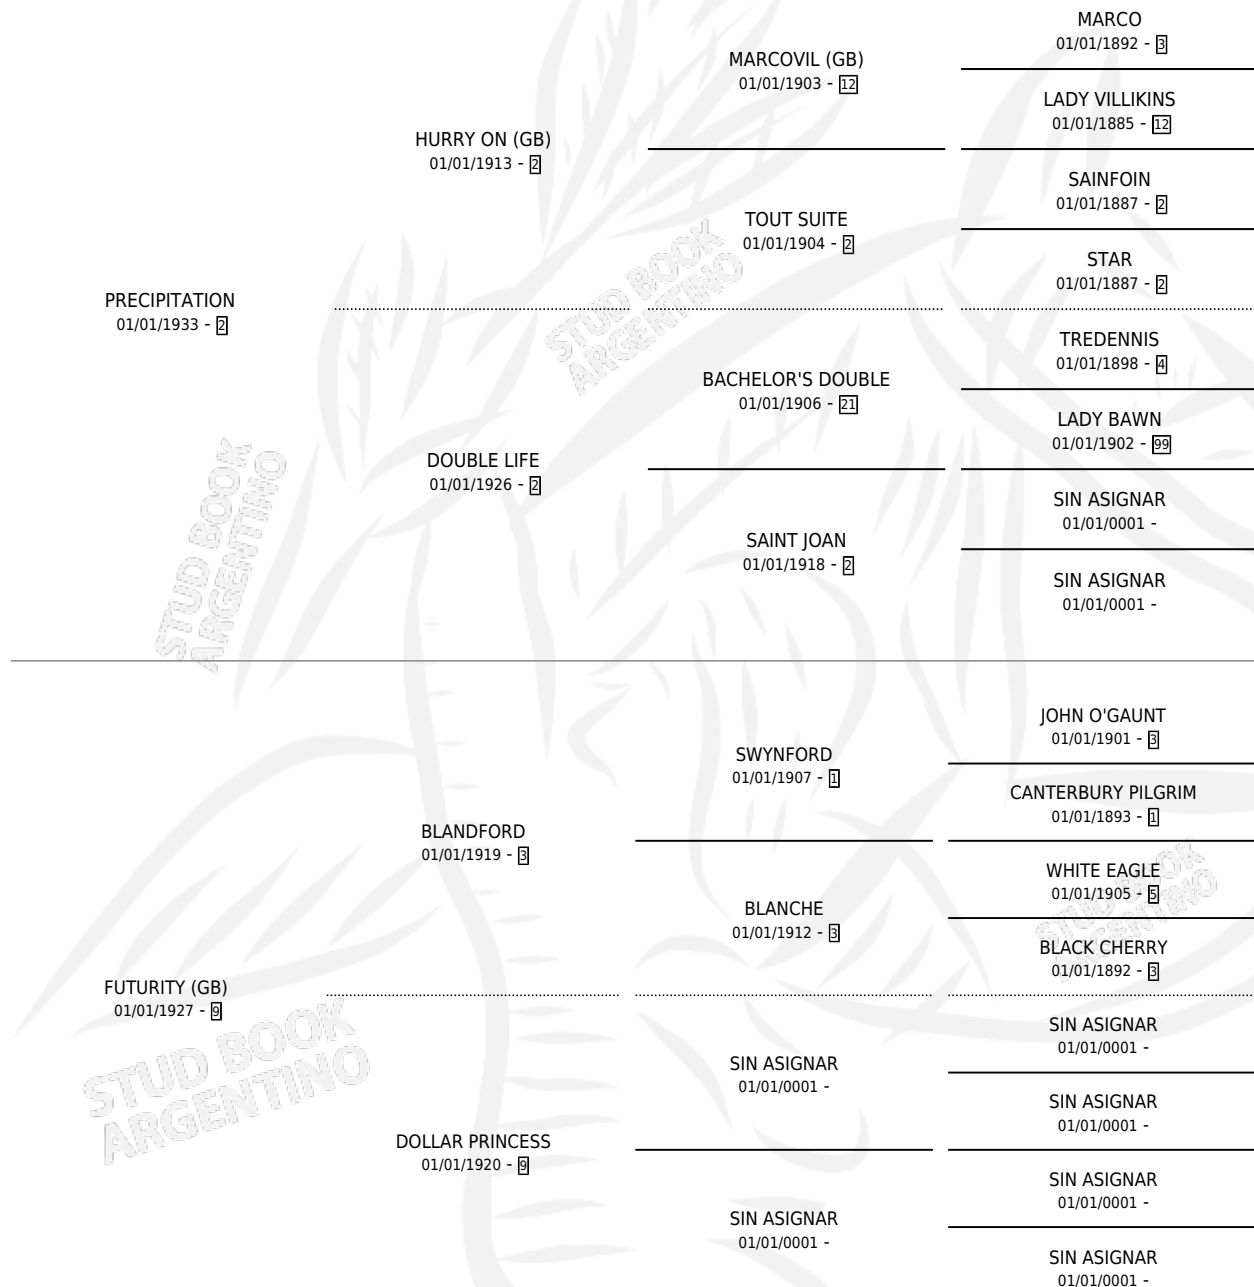 MARCO
01/01/1892 - 3
MARCOVIL (GB)
01/01/1903 - 12
LADY VILLIKINS
01/01/1885 - 12
HURRY ON (GB)
01/01/1913 - 2
SAINFOIN
01/01/1887 - 2
TOUT SUITE
01/01/1904 - 2
STAR
01/01/1887 - 2
PRECIPITATION
01/01/1933 - 2
TREDENNIS
01/01/1898 - 4
BACHELOR'S DOUBLE
01/01/1906 - 21
LADY BAWN
01/01/1902 - 99
DOUBLE LIFE
01/01/1926 - 2
SIN ASIGNAR
01/01/0001 -
SAINT JOAN
01/01/1918 - 2
SIN ASIGNAR
01/01/0001 -
JOHN O'GAUNT
01/01/1901 - 3
SWYNFORD
01/01/1907 - 1
CANTERBURY PILGRIM
01/01/1893 - 1
BLANDFORD
01/01/1919 - 3
WHITE EAGLE
01/01/1905 - 5
BLANCHE
01/01/1912 - 3
BLACK CHERRY
01/01/1892 - 3
FUTURITY (GB)
01/01/1927 - 9
SIN ASIGNAR
01/01/0001 -
SIN ASIGNAR
01/01/0001 -
SIN ASIGNAR
01/01/0001 -
DOLLAR PRINCESS
01/01/1920 - 9
SIN ASIGNAR
01/01/0001 -
SIN ASIGNAR
01/01/0001 -
SIN ASIGNAR
01/01/0001 -
STUD BOOK
ARGENTINO
STUD BOOK
ARGENTINO
STUD BOOK
ARGENTINO
STUD BOOK
ARGENTINO